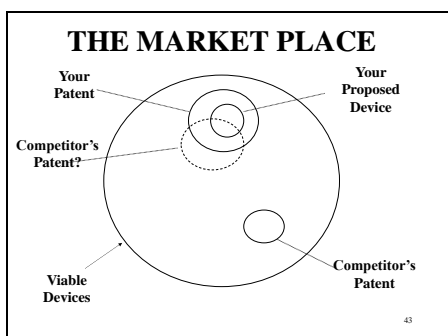 THE MARKET PLACE
Your
Patent
Your
Proposed
Device
Competitor's
Patent?
Viable
Devices
Competitor's
Patent
43